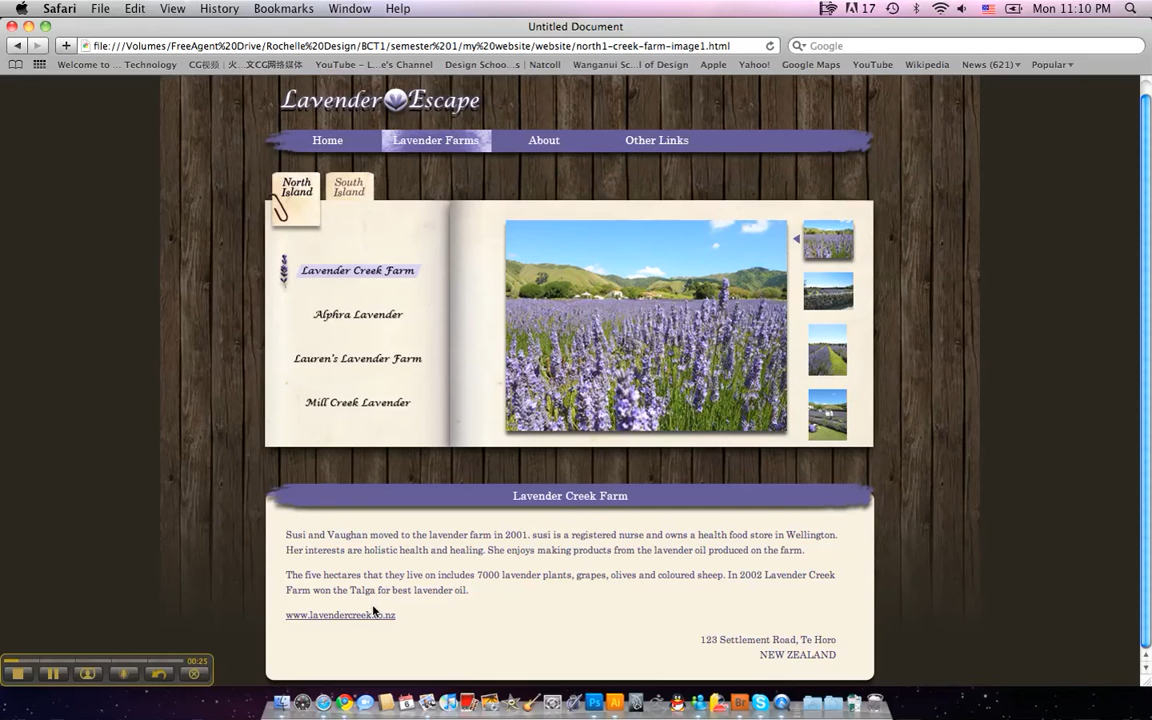 Safari File Edit View History Bookmarks Window Help 17 Mon 11:10 PM
Untitled Document
file:///Volumes/FreeAgent%20Drive/Rochelle%20Design/BCT1/semester%201/my%20website/website/north1-creek-farm-image1.html Google
Welcome to ... Technology CG视频 | 火...文CG网络媒体 YouTube - L...e's Channel Design Schoo...s | Natcoll Wanganui Sc...l of Design Apple Yahoo! Google Maps YouTube Wikipedia News (621) Popular
Lavender Escape
Home Lavender Farms About Other Links
North Island
South Island
Lavender Creek Farm
Alphra Lavender
Lauren's Lavender Farm
Mill Creek Lavender
Lavender Creek Farm
Susi and Vaughan moved to the lavender farm in 2001. susi is a registered nurse and owns a health food store in Wellington.
Her interests are holistic health and healing. She enjoys making products from the lavender oil produced on the farm.
The five hectares that they live on includes 7000 lavender plants, grapes, olives and coloured sheep. In 2002 Lavender Creek
Farm won the Talga for best lavender oil.
www.lavendercreek.co.nz
123 Settlement Road, Te Horo
NEW ZEALAND
00:25
Ps Ai Br